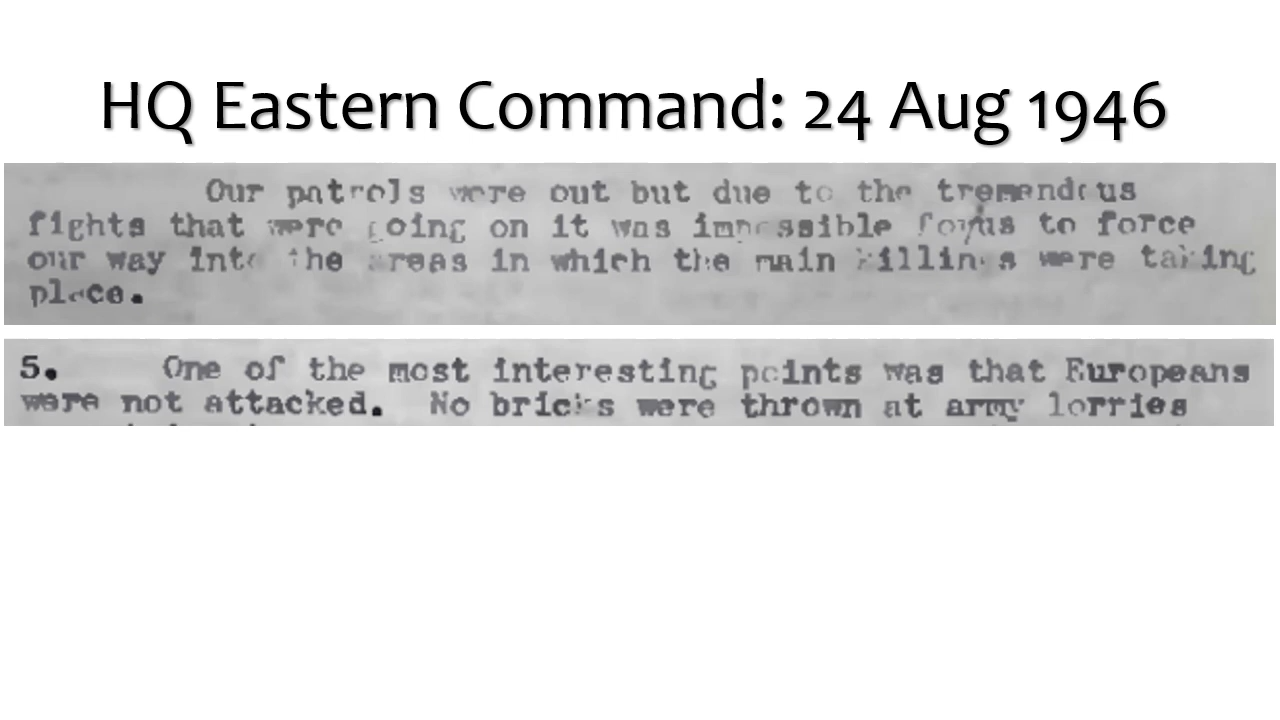 HQ Eastern Command: 24 Aug 1946
Our patrols were out but due to the tremendous
fights that were going on it was impossible for us to force
our way into the areas in which the main killings were taking
place.
5. One of the most interesting points was that Europeans
were not attacked. No bricks were thrown at army lorries